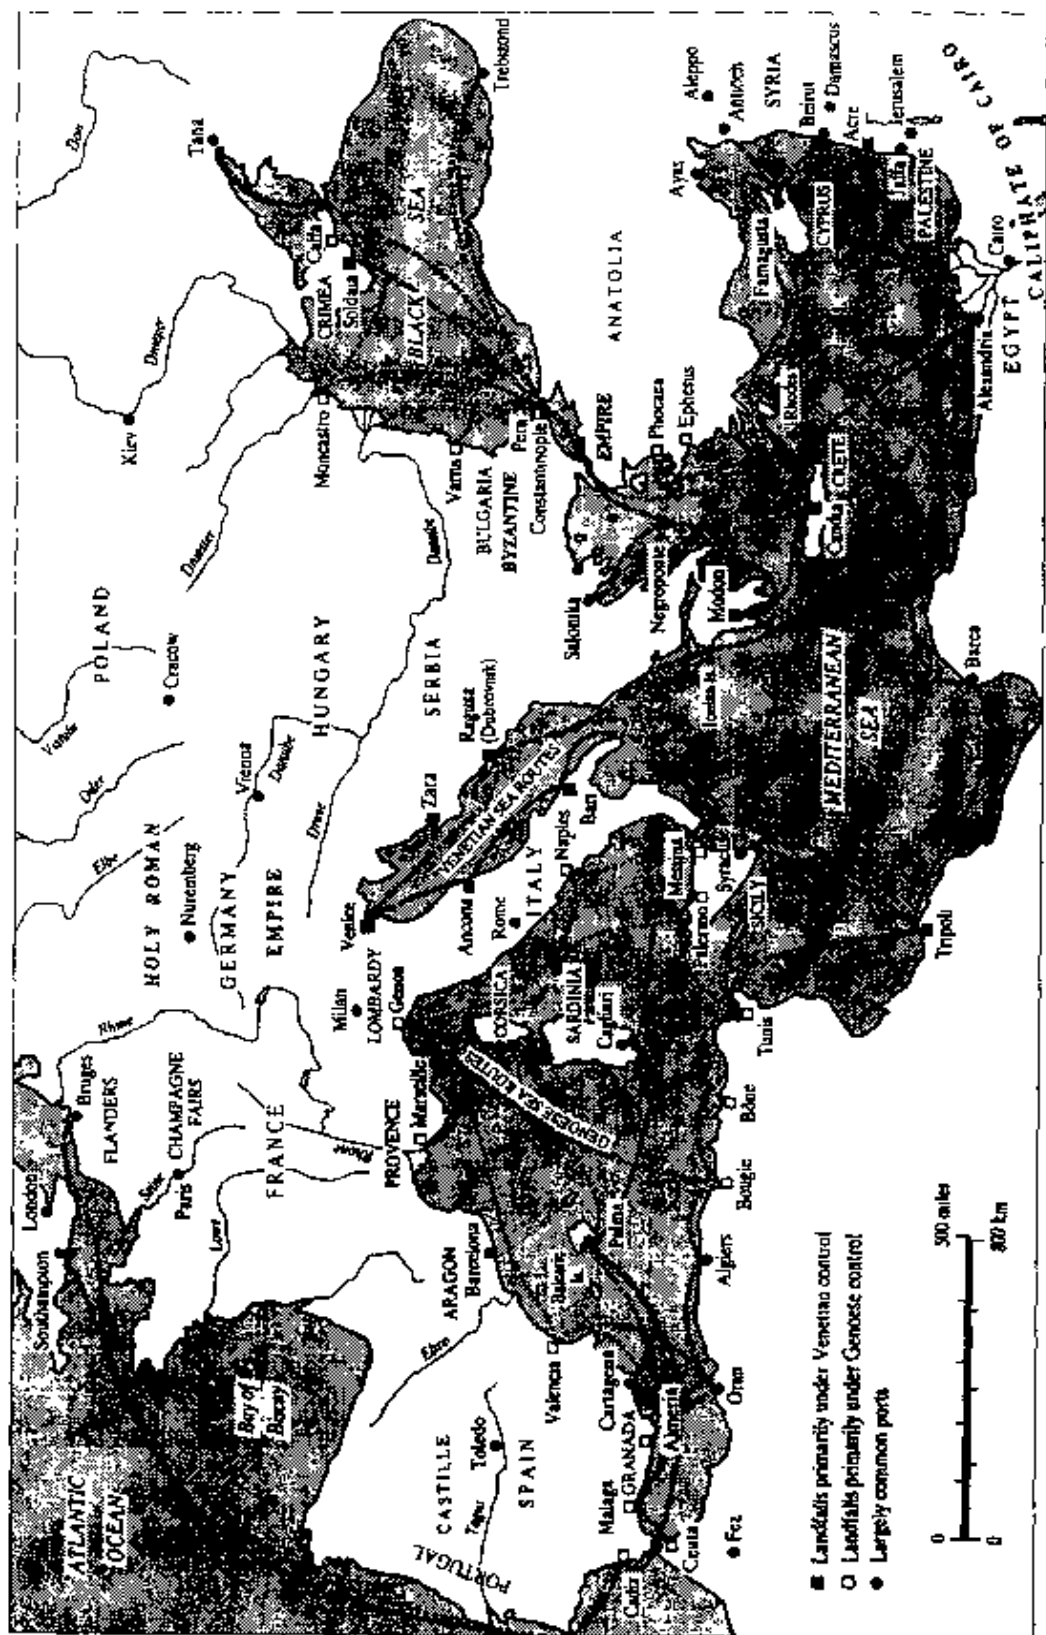 ATLANTIC
OCEAN
Bay of
Biscay
Southampton
London
Bruges
FLANDERS
CHAMPAGNE
FAIRS
Paris
Seine
Loire
FRANCE
Rhine
Rhône
PROVENCE
Marseille
HOLY ROMAN
GERMANY
EMPIRE
Nurenberg
Elbe
Oder
Vistula
POLAND
Cracow
Vienna
Danube
HUNGARY
Drave
Kiev
Dnieper
Dniester
Don
Tana
CRIMEA
Caffa
Soldaia
BLACK
SEA
Trebizond
Moncastro
Varna
BULGARIA
BYZANTINE
EMPIRE
Pera
Constantinople
Danube
SERBIA
Ragusa
(Dubrovnik)
Zara
Venice
VENETIAN SEA ROUTES
Milan
LOMBARDY
Genoa
Ancona
Rome
ITALY
Naples
Bari
CORSICA
SARDINIA
Cagliari
GENOESE SEA ROUTES
Messina
Palermo
Syracuse
SICILY
ARAGON
Barcelona
Ebro
Balearic
Is.
Palma
Valencia
CASTILLE
Toledo
Tagus
SPAIN
PORTUGAL
Cartagena
GRANADA
Malaga
Almeria
Cadiz
Ceuta
Fez
Oran
Algiers
Bougie
Bône
Tunis
Tripoli
MEDITERRANEAN
SEA
Barca
Salonika
Negroponte
Modon
Ionian Is.
Candia
CRETE
Phocaea
Ephesus
ANATOLIA
Rhodes
Famagusta
CYPRUS
Ayas
Aleppo
Antioch
SYRIA
Beirut
Damascus
Acre
Jerusalem
Jaffa
PALESTINE
Alexandria
EGYPT
Cairo
CALIPHATE OF CAIRO
Landfalls primarily under Venetian control
Landfalls primarily under Genoese control
Largely common ports
0 500 miles
0 800 km